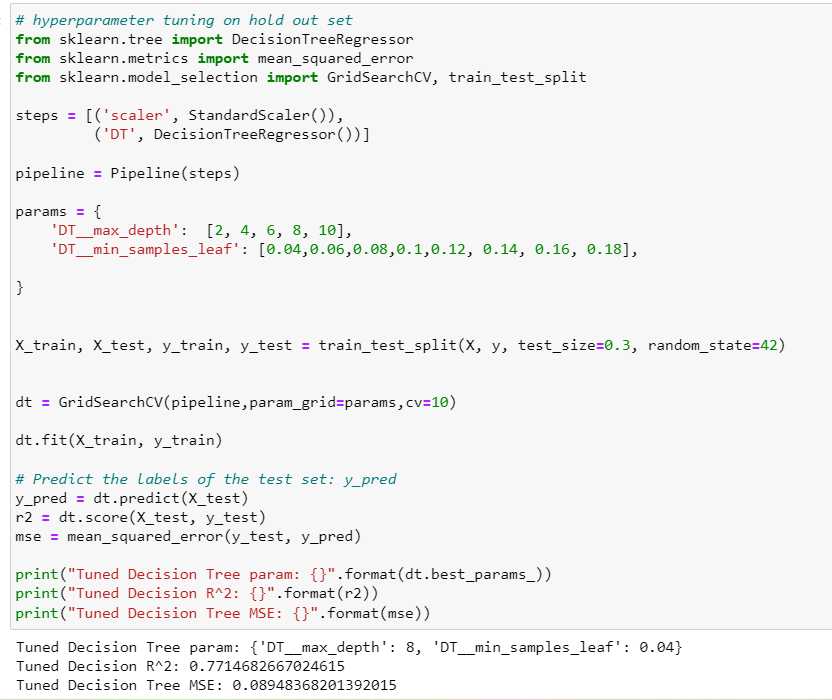 # hyperparameter tuning on hold out set
from sklearn.tree import DecisionTreeRegressor
from sklearn.metrics import mean_squared_error
from sklearn.model_selection import GridSearchCV, train_test_split
steps = [('scaler', StandardScaler()),
         ('DT', DecisionTreeRegressor())]
pipeline = Pipeline(steps)
params = {
    'DT__max_depth':  [2, 4, 6, 8, 10],
    'DT__min_samples_leaf': [0.04,0.06,0.08,0.1,0.12, 0.14, 0.16, 0.18],
}
X_train, X_test, y_train, y_test = train_test_split(X, y, test_size=0.3, random_state=42)
dt = GridSearchCV(pipeline,param_grid=params,cv=10)
dt.fit(X_train, y_train)
# Predict the labels of the test set: y_pred
y_pred = dt.predict(X_test)
r2 = dt.score(X_test, y_test)
mse = mean_squared_error(y_test, y_pred)
print("Tuned Decision Tree param: {}".format(dt.best_params_))
print("Tuned Decision R^2: {}".format(r2))
print("Tuned Decision Tree MSE: {}".format(mse))
Tuned Decision Tree param: {'DT__max_depth': 8, 'DT__min_samples_leaf': 0.04}
Tuned Decision R^2: 0.7714682667024615
Tuned Decision Tree MSE: 0.08948368201392015